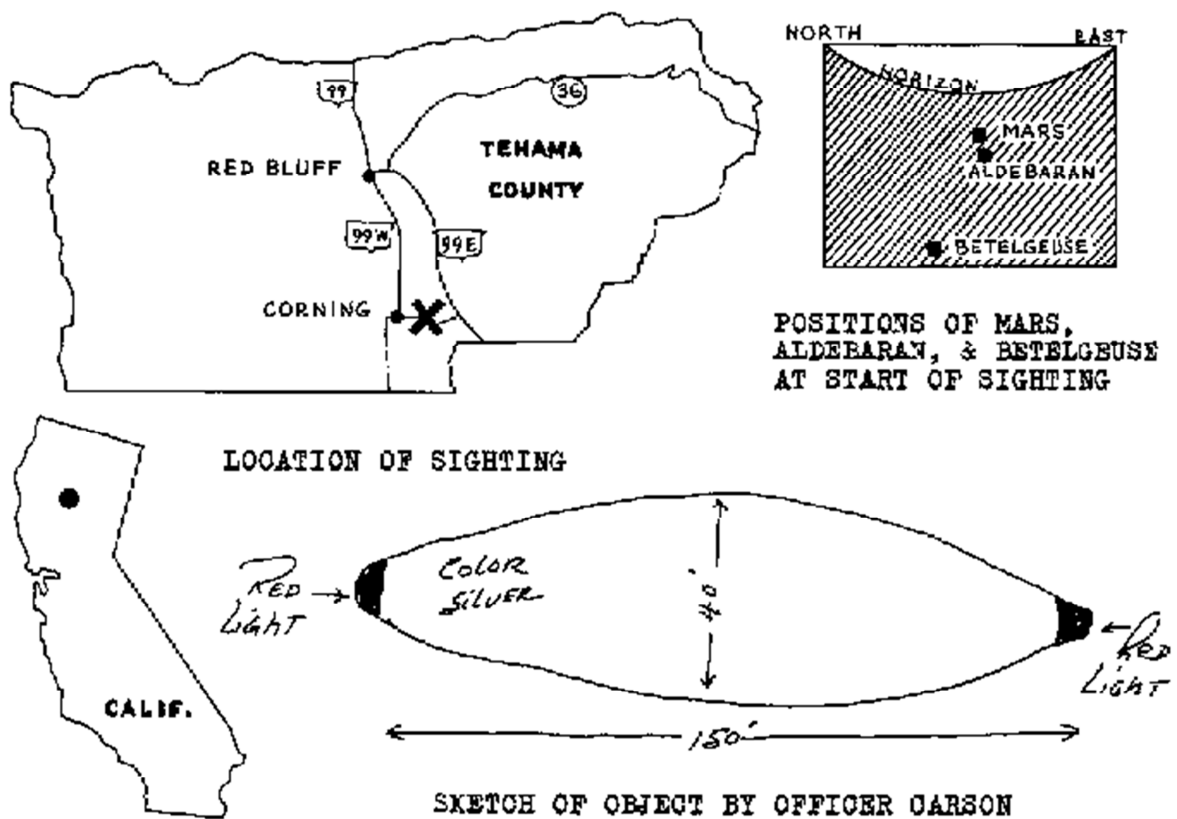 99
36
RED BLUFF
TEHAMA
COUNTY
99W
99E
CORNING
NORTH
EAST
HORIZON
MARS
ALDEBARAN
BETELGEUSE
POSITIONS OF MARS,
ALDEBARAN, & BETELGEUSE
AT START OF SIGHTING
LOCATION OF SIGHTING
CALIF.
RED
LIGHT
COLOR
SILVER
40'
RED
LIGHT
150'
SKETCH OF OBJECT BY OFFICER CARSON